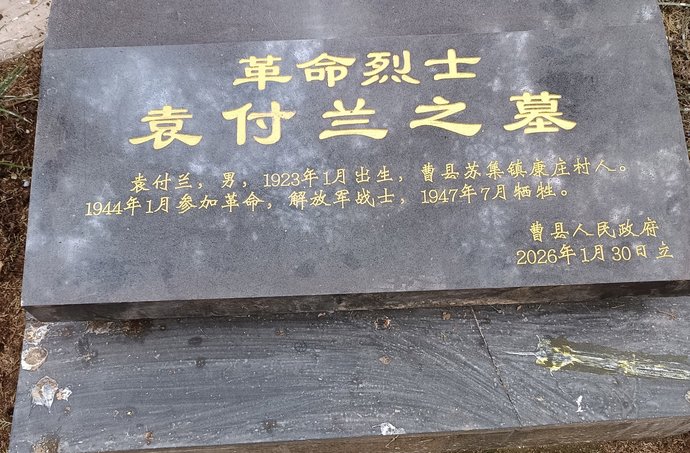 革命烈士
袁付兰之墓
袁付兰，男，1923年1月出生，曹县苏集镇康庄村人。
1944年1月参加革命，解放军战士，1947年7月牺牲。
曹县人民政府
2026年1月30日立